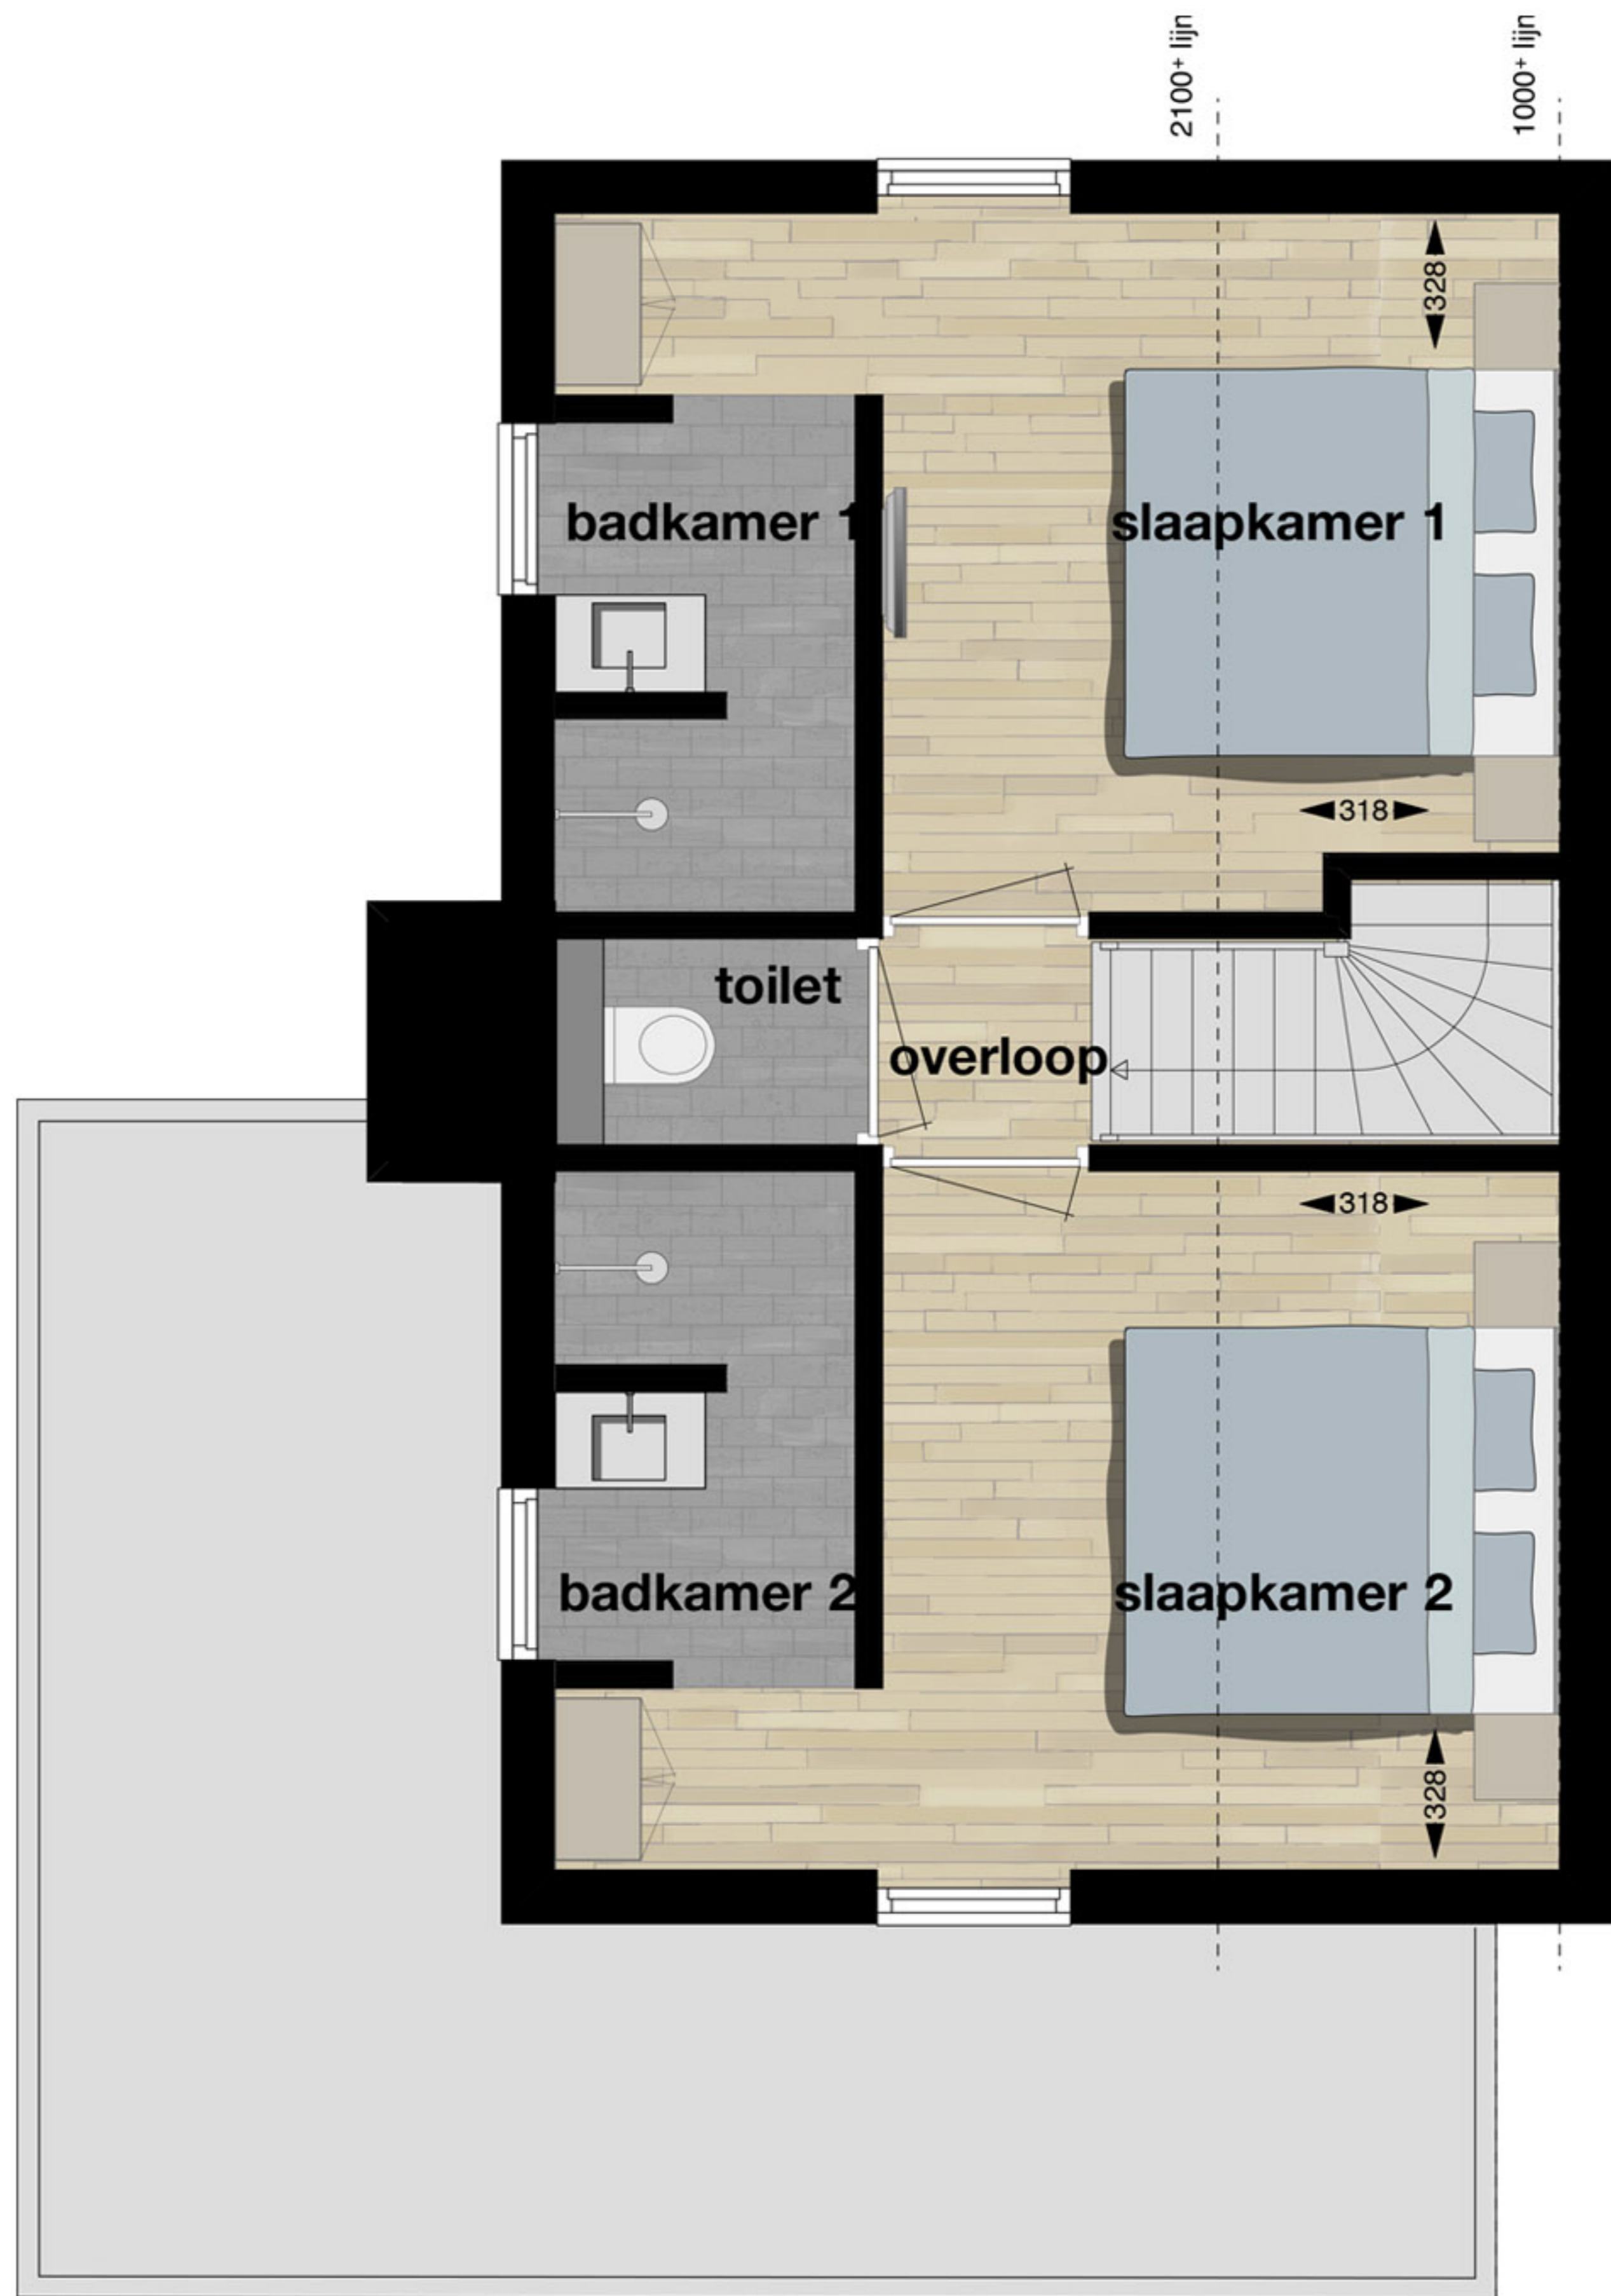 2100+ lijn
1000+ lijn
328
badkamer 1
slaapkamer 1
318
toilet
overloop
318
badkamer 2
slaapkamer 2
328